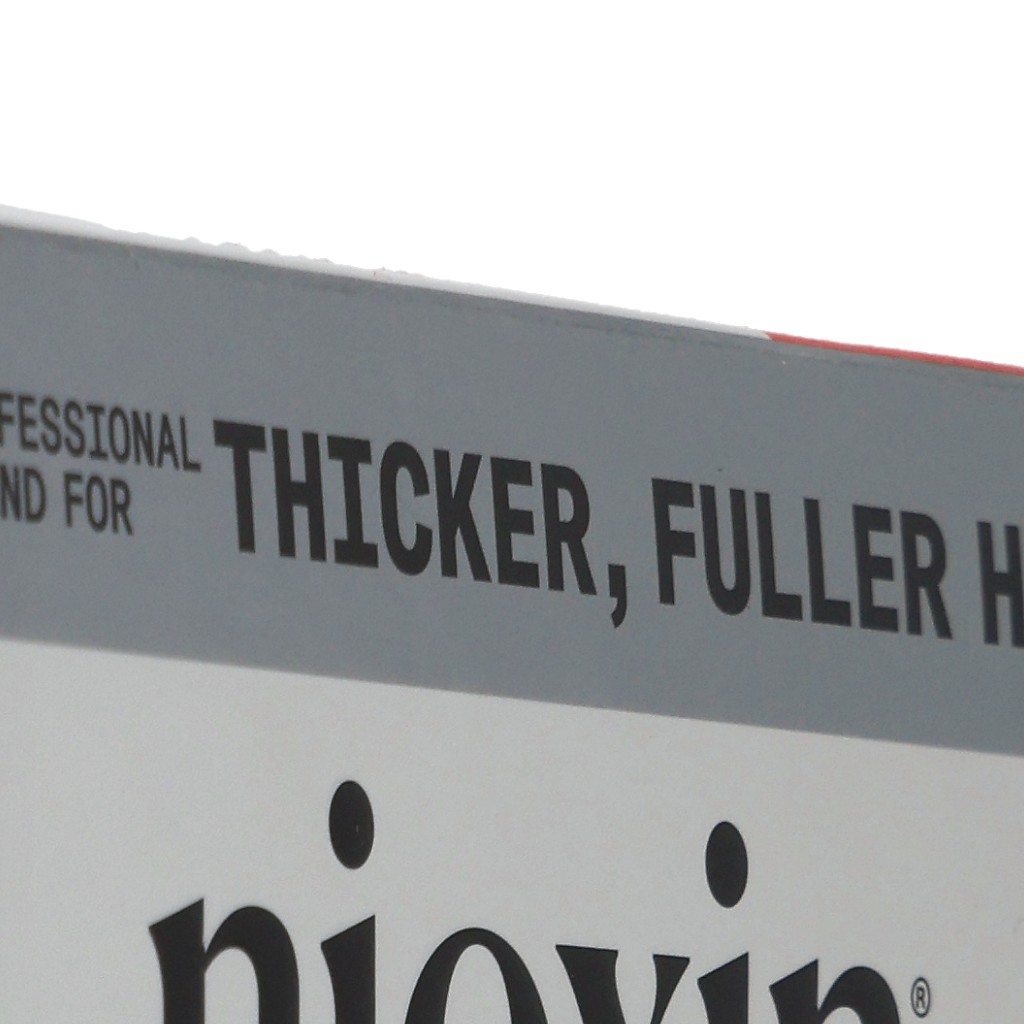 FESSIONAL
ND FOR
THICKER, FULLER H
nioxin®